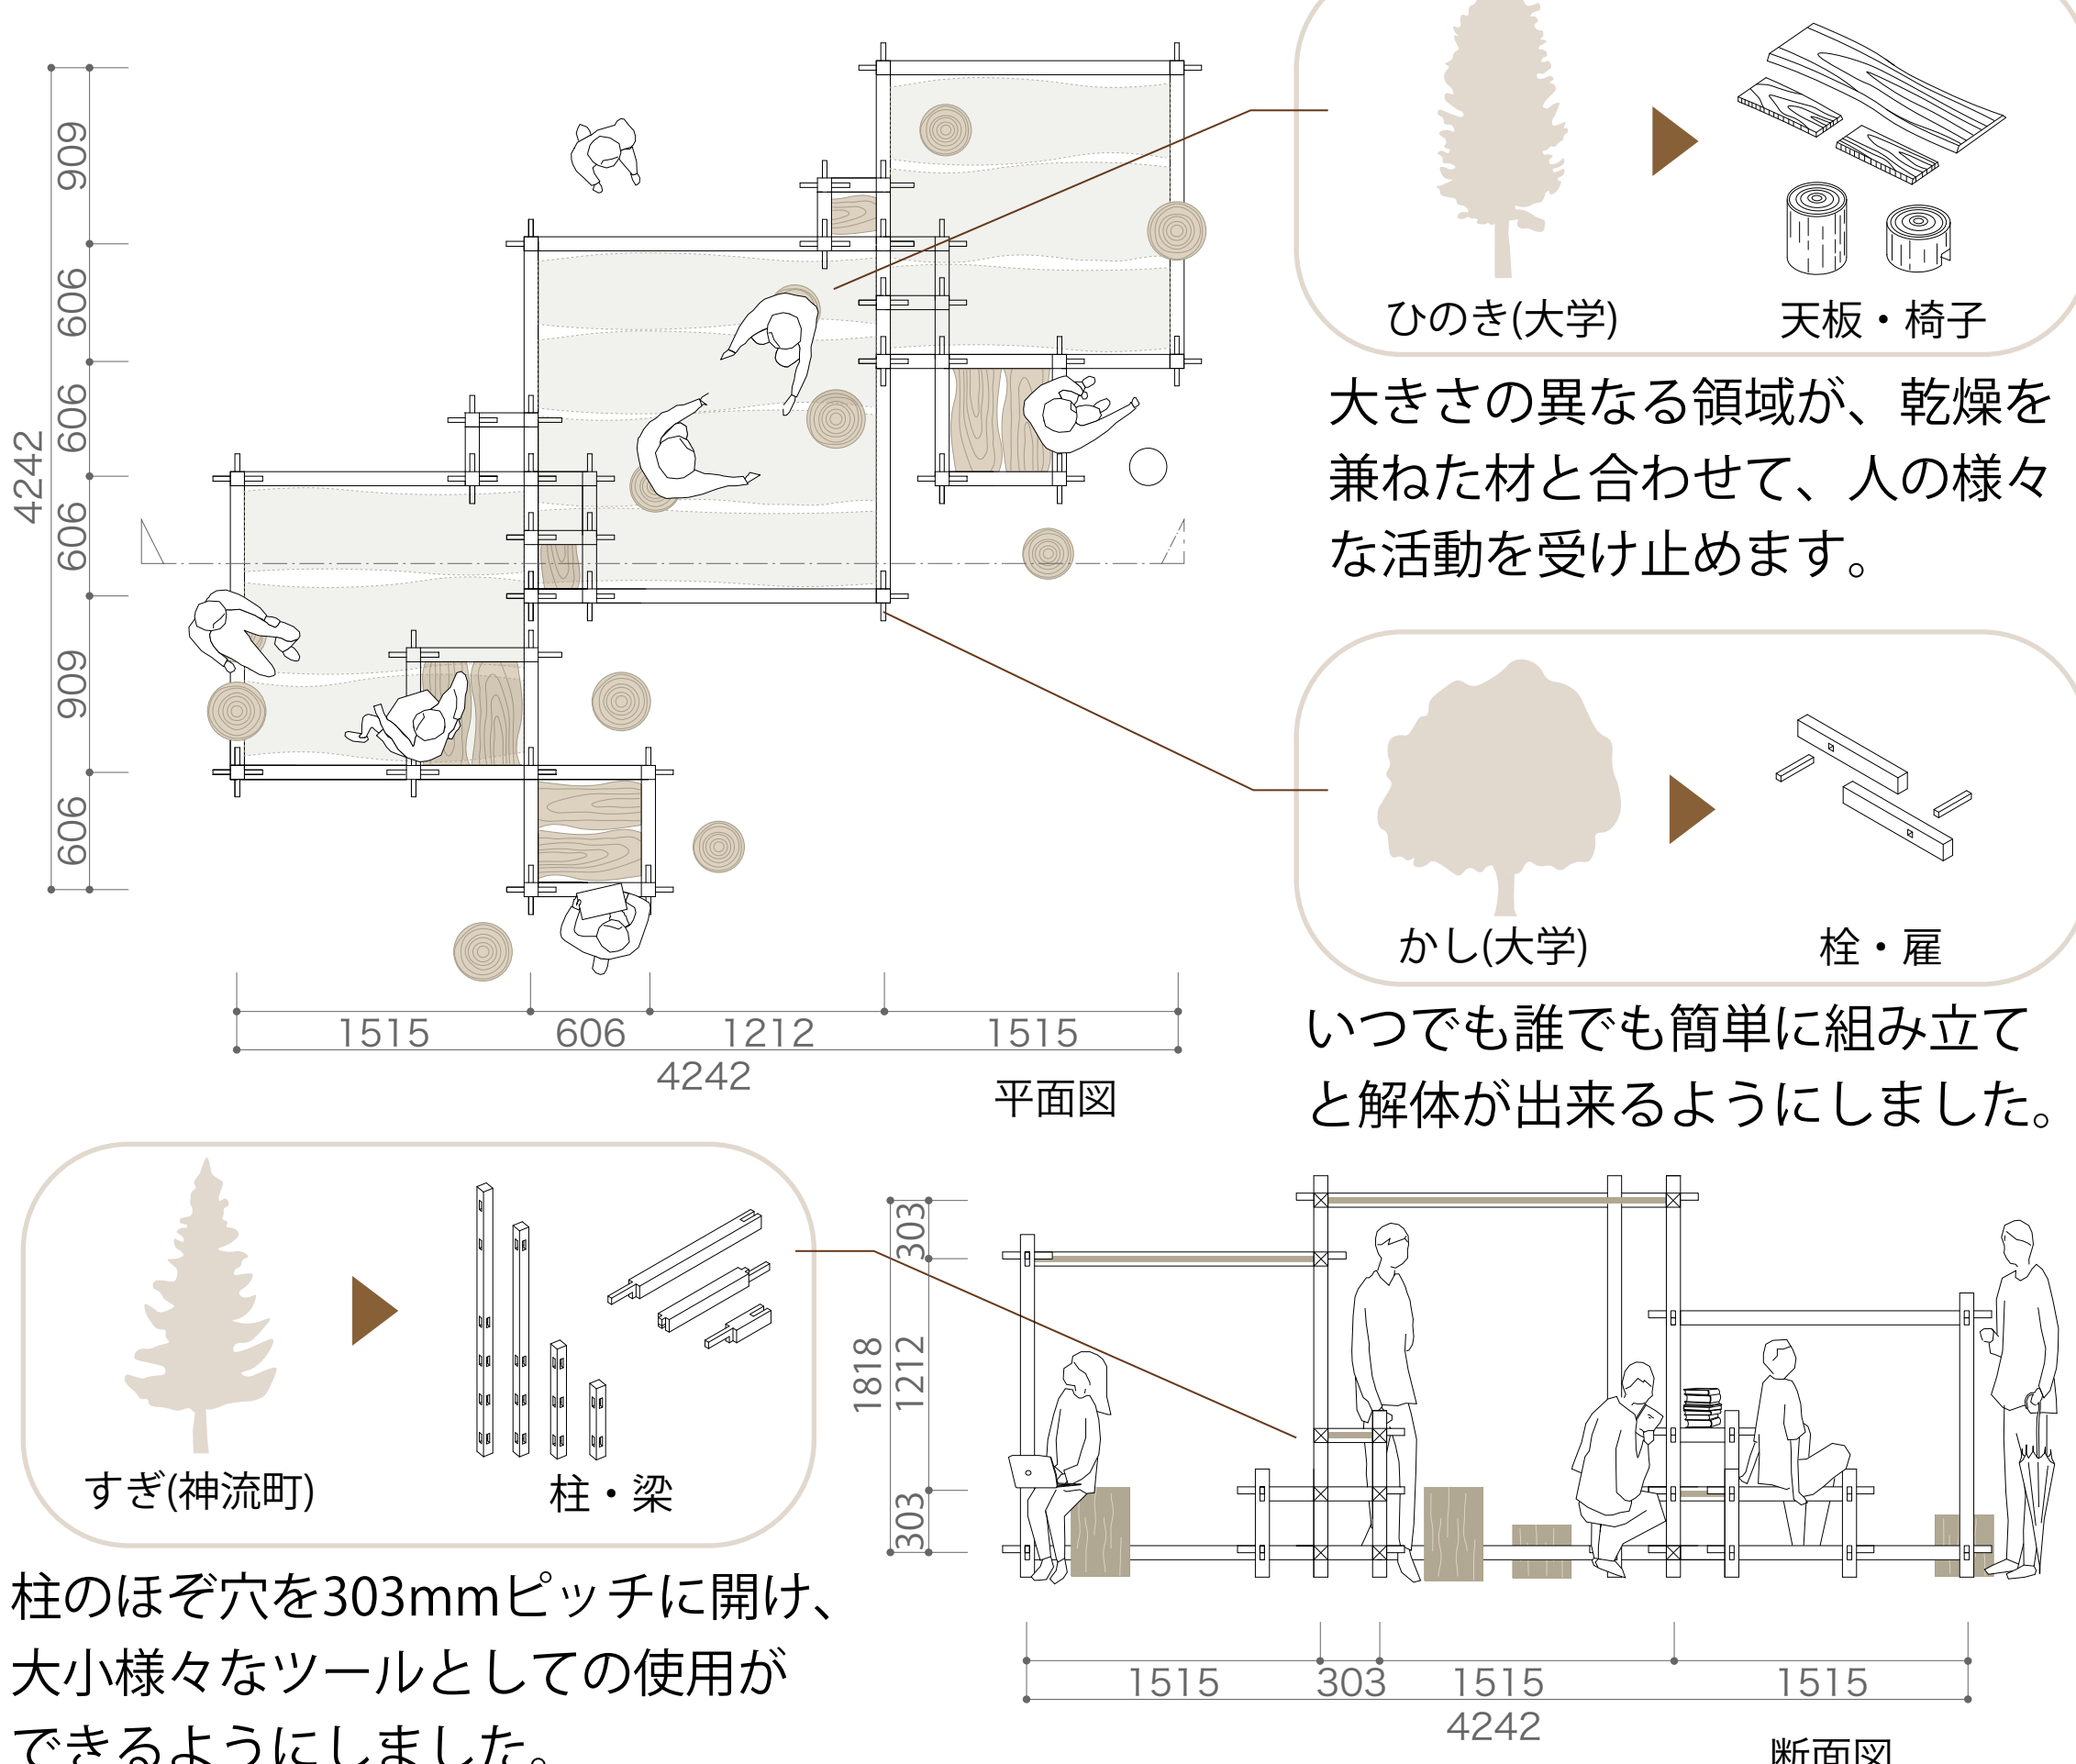 ひのき(大学)
天板・椅子
大きさの異なる領域が、乾燥を
兼ねた材と合わせて、人の様々
な活動を受け止めます。
4242
909
606
606
606
909
606
1515
606
1212
1515
4242
平面図
かし(大学)
栓・雇
いつでも誰でも簡単に組み立て
と解体が出来るようにしました。
すぎ(神流町)
柱・梁
柱のほぞ穴を303mmピッチに開け、
大小様々なツールとしての使用が
できるようにしました。
1818
303
1212
303
1515
303
1515
1515
4242
断面図